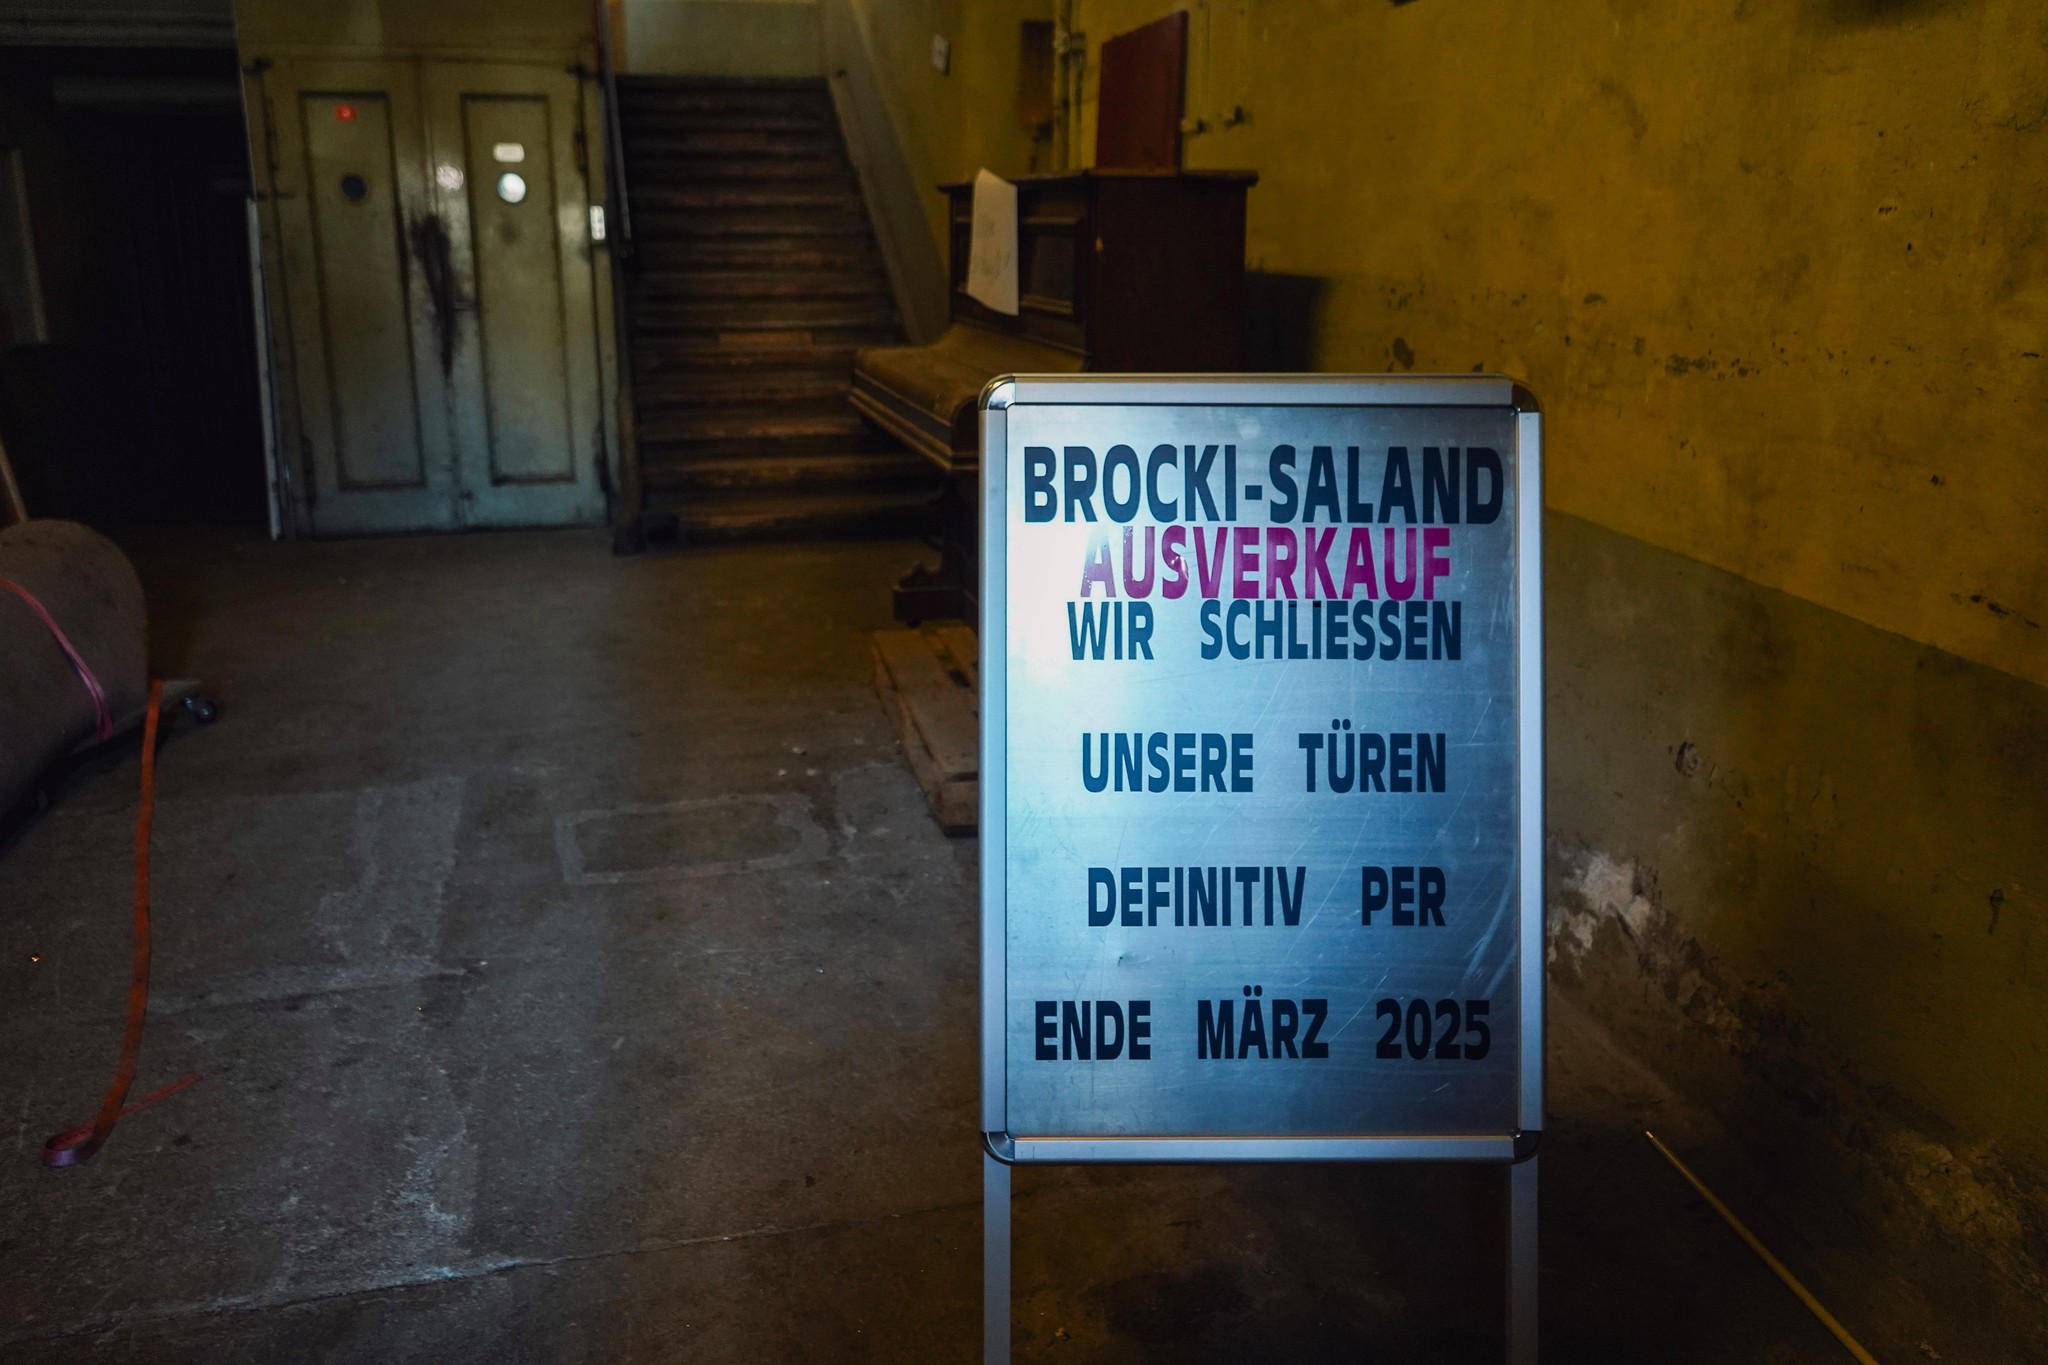 BROCKI-SALAND
AUSVERKAUF
WIR SCHLIESSEN
UNSERE TÜREN
DEFINITIV PER
ENDE MÄRZ 2025